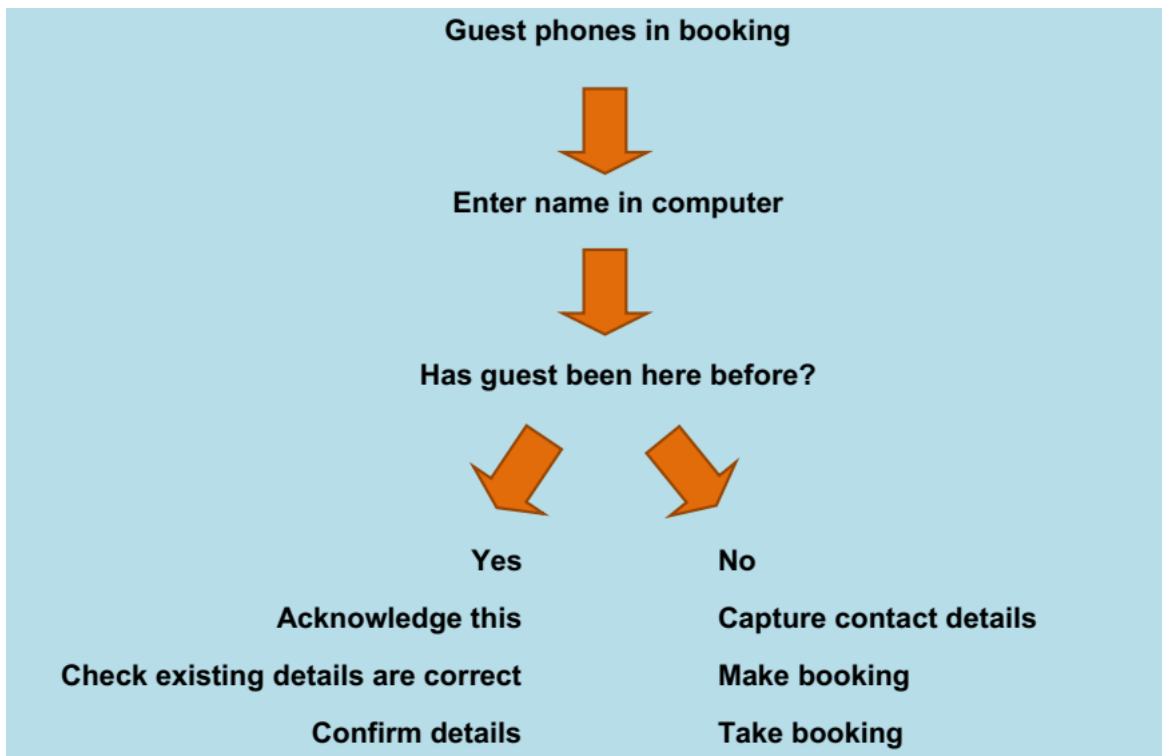 Guest phones in booking
Enter name in computer
Has guest been here before?
Yes
Acknowledge this
Check existing details are correct
Confirm details
No
Capture contact details
Make booking
Take booking